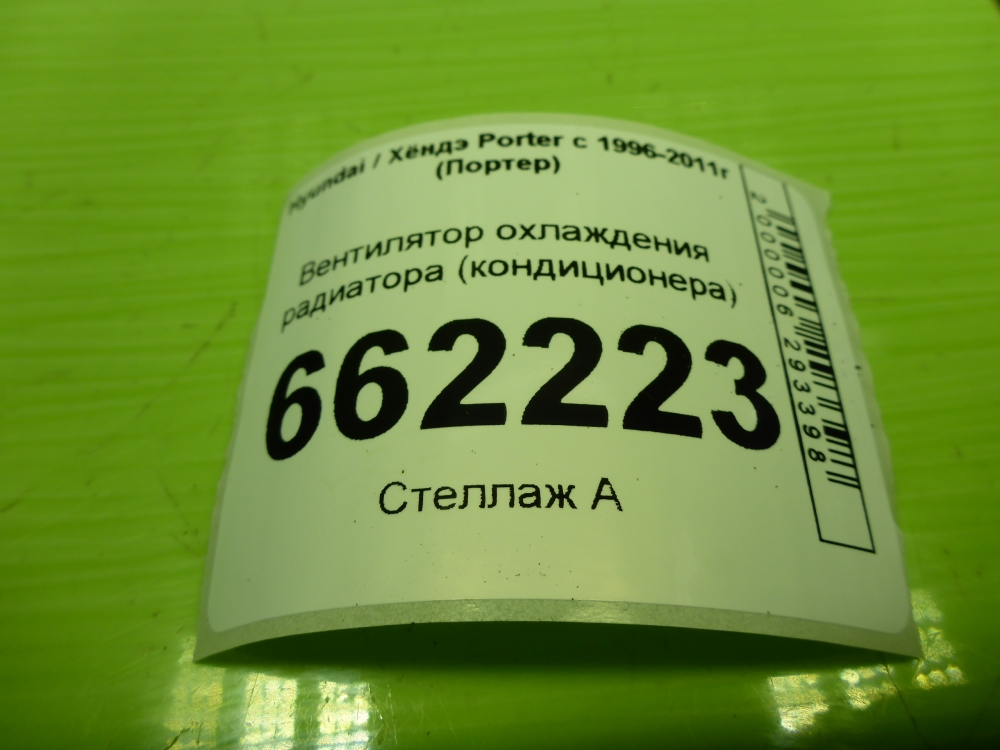 Hyundai / Хёндэ Porter с 1996-2011г
(Портер)
Вентилятор охлаждения
радиатора (кондиционера)
662223
Стеллаж А
2000006293398